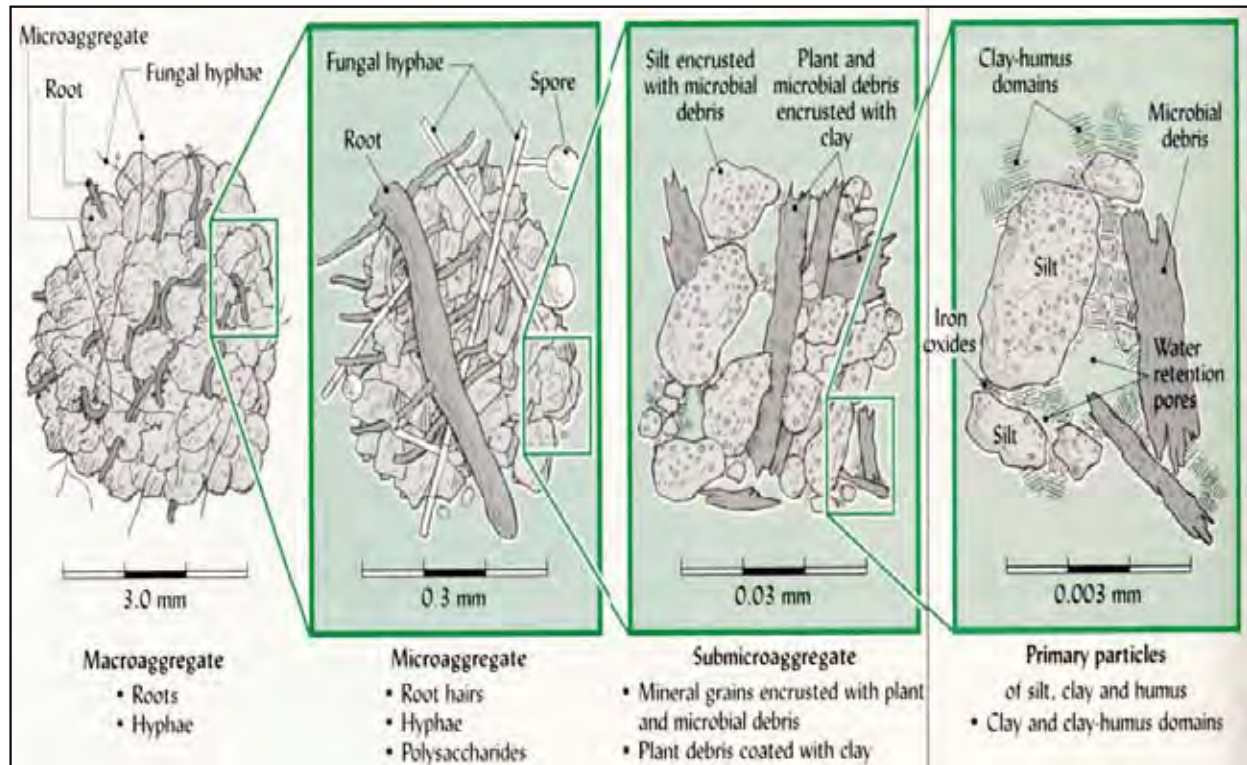 Microaggregate
Root
Fungal hyphae
3.0 mm
Macroaggregate
• Roots
• Hyphae
Fungal hyphae
Spore
Root
0.3 mm
Microaggregate
• Root hairs
• Hyphae
• Polysaccharides
Silt encrusted
with microbial
debris
Plant and
microbial debris
encrusted with
clay
0.03 mm
Submicroaggregate
• Mineral grains encrusted with plant
and microbial debris
• Plant debris coated with clay
Clay-humus
domains
Microbial
debris
Silt
Iron
oxides
Water
retention
pores
Silt
0.003 mm
Primary particles
of silt, clay and humus
• Clay and clay-humus domains